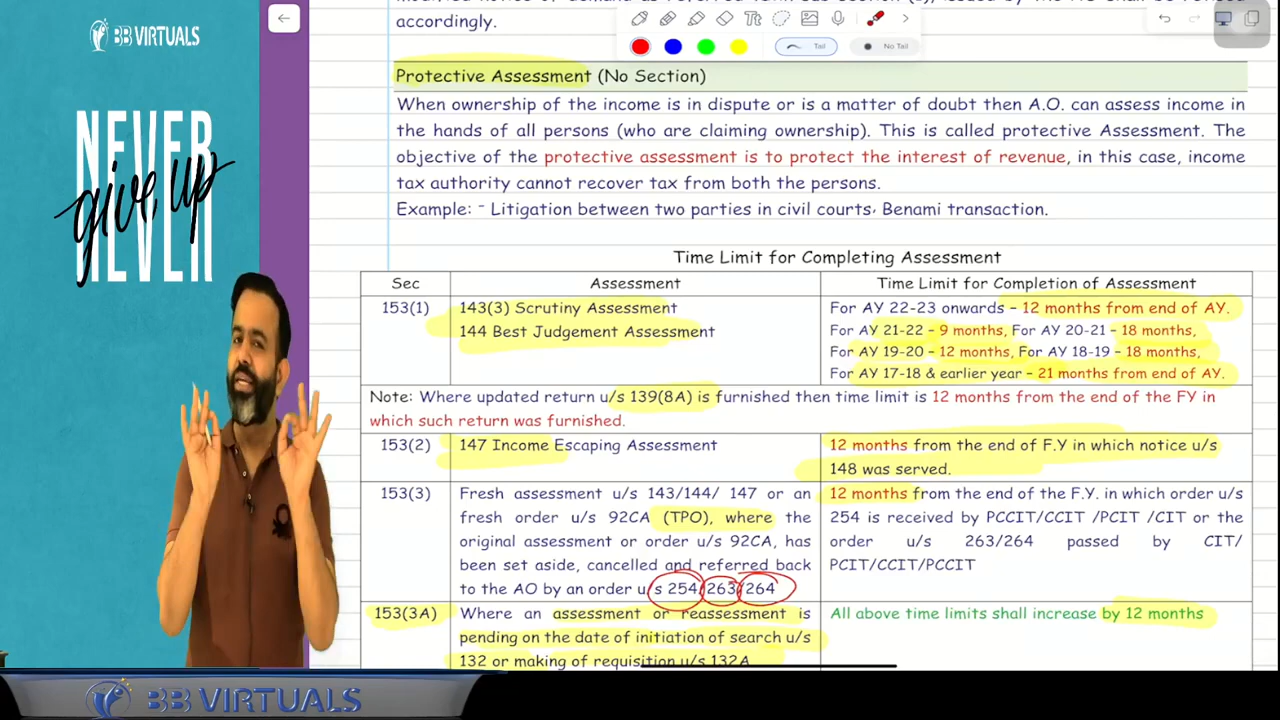 BB VIRTUALS
NEVER
give up
NEVER
accordingly.
Tt
Tail
No Tail
Protective Assessment (No Section)
When ownership of the income is in dispute or is a matter of doubt then A.O. can assess income in
the hands of all persons (who are claiming ownership). This is called protective Assessment. The
objective of the protective assessment is to protect the interest of revenue, in this case, income
tax authority cannot recover tax from both the persons.
Example: - Litigation between two parties in civil courts, Benami transaction.
Time Limit for Completing Assessment
Sec Assessment Time Limit for Completion of Assessment
153(1) 143(3) Scrutiny Assessment For AY 22-23 onwards – 12 months from end of AY.
144 Best Judgement Assessment For AY 21-22 – 9 months, For AY 20-21 – 18 months,
For AY 19-20 – 12 months, For AY 18-19 – 18 months,
For AY 17-18 & earlier year – 21 months from end of AY.
Note: Where updated return u/s 139(8A) is furnished then time limit is 12 months from the end of the FY in
which such return was furnished.
153(2) 147 Income Escaping Assessment 12 months from the end of F.Y in which notice u/s
148 was served.
153(3) Fresh assessment u/s 143/144/ 147 or an 12 months from the end of the F.Y. in which order u/s
fresh order u/s 92CA (TPO), where the 254 is received by PCCIT/CCIT /PCIT /CIT or the
original assessment or order u/s 92CA, has order u/s 263/264 passed by CIT/
been set aside, cancelled and referred back PCIT/CCIT/PCCIT
to the AO by an order u/s 254/263/264
153(3A) Where an assessment or reassessment is All above time limits shall increase by 12 months
pending on the date of initiation of search u/s
132 or making of requisition u/s 132A
BB VIRTUALS